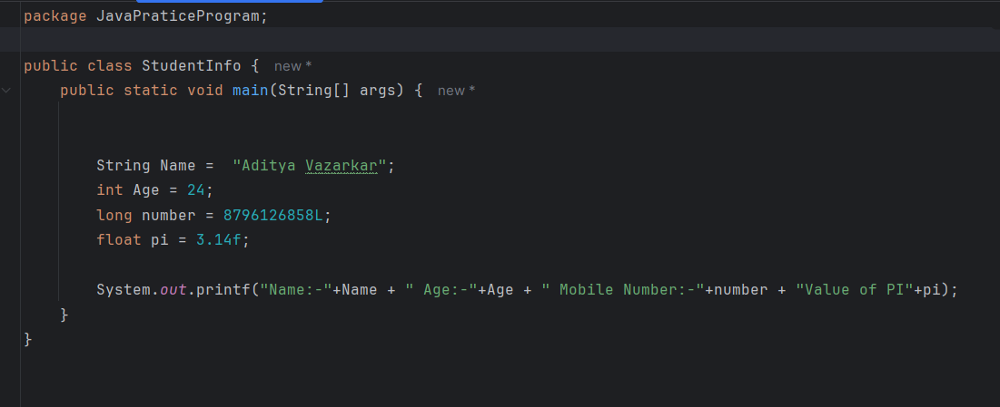 package JavaPraticeProgram;
public class StudentInfo { new *
public static void main(String[] args) { new *
String Name =  "Aditya Vazarkar";
int Age = 24;
long number = 8796126858L;
float pi = 3.14f;
System.out.printf("Name:-"+Name + " Age:-"+Age + " Mobile Number:-"+number + "Value of PI"+pi);
}
}